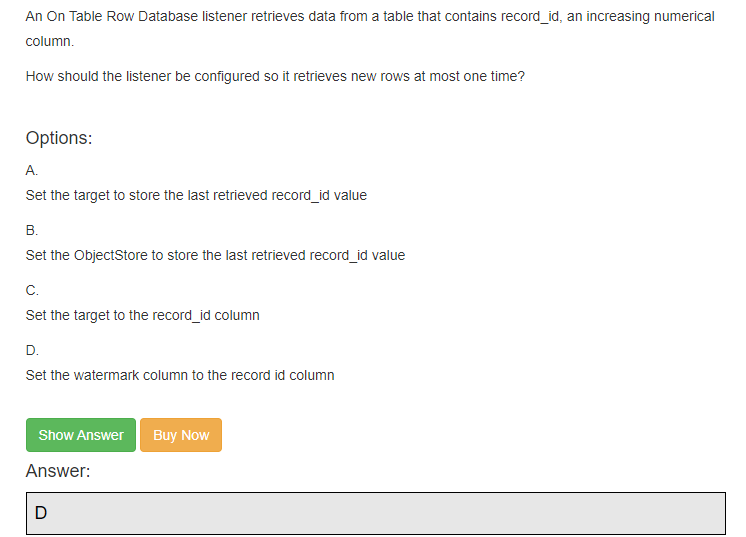 An On Table Row Database listener retrieves data from a table that contains record_id, an increasing numerical
column.
How should the listener be configured so it retrieves new rows at most one time?
Options:
A.
Set the target to store the last retrieved record_id value
B.
Set the ObjectStore to store the last retrieved record_id value
C.
Set the target to the record_id column
D.
Set the watermark column to the record id column
Show Answer Buy Now
Answer:
D